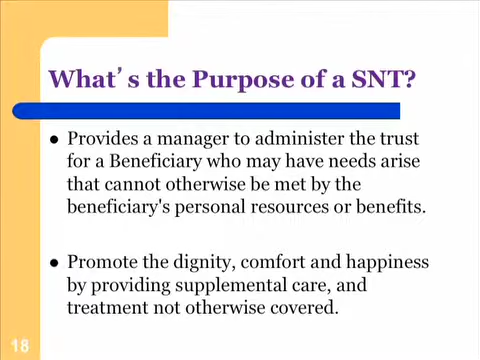 What's the Purpose of a SNT?
● Provides a manager to administer the trust
for a Beneficiary who may have needs arise
that cannot otherwise be met by the
beneficiary's personal resources or benefits.
● Promote the dignity, comfort and happiness
by providing supplemental care, and
treatment not otherwise covered.
18